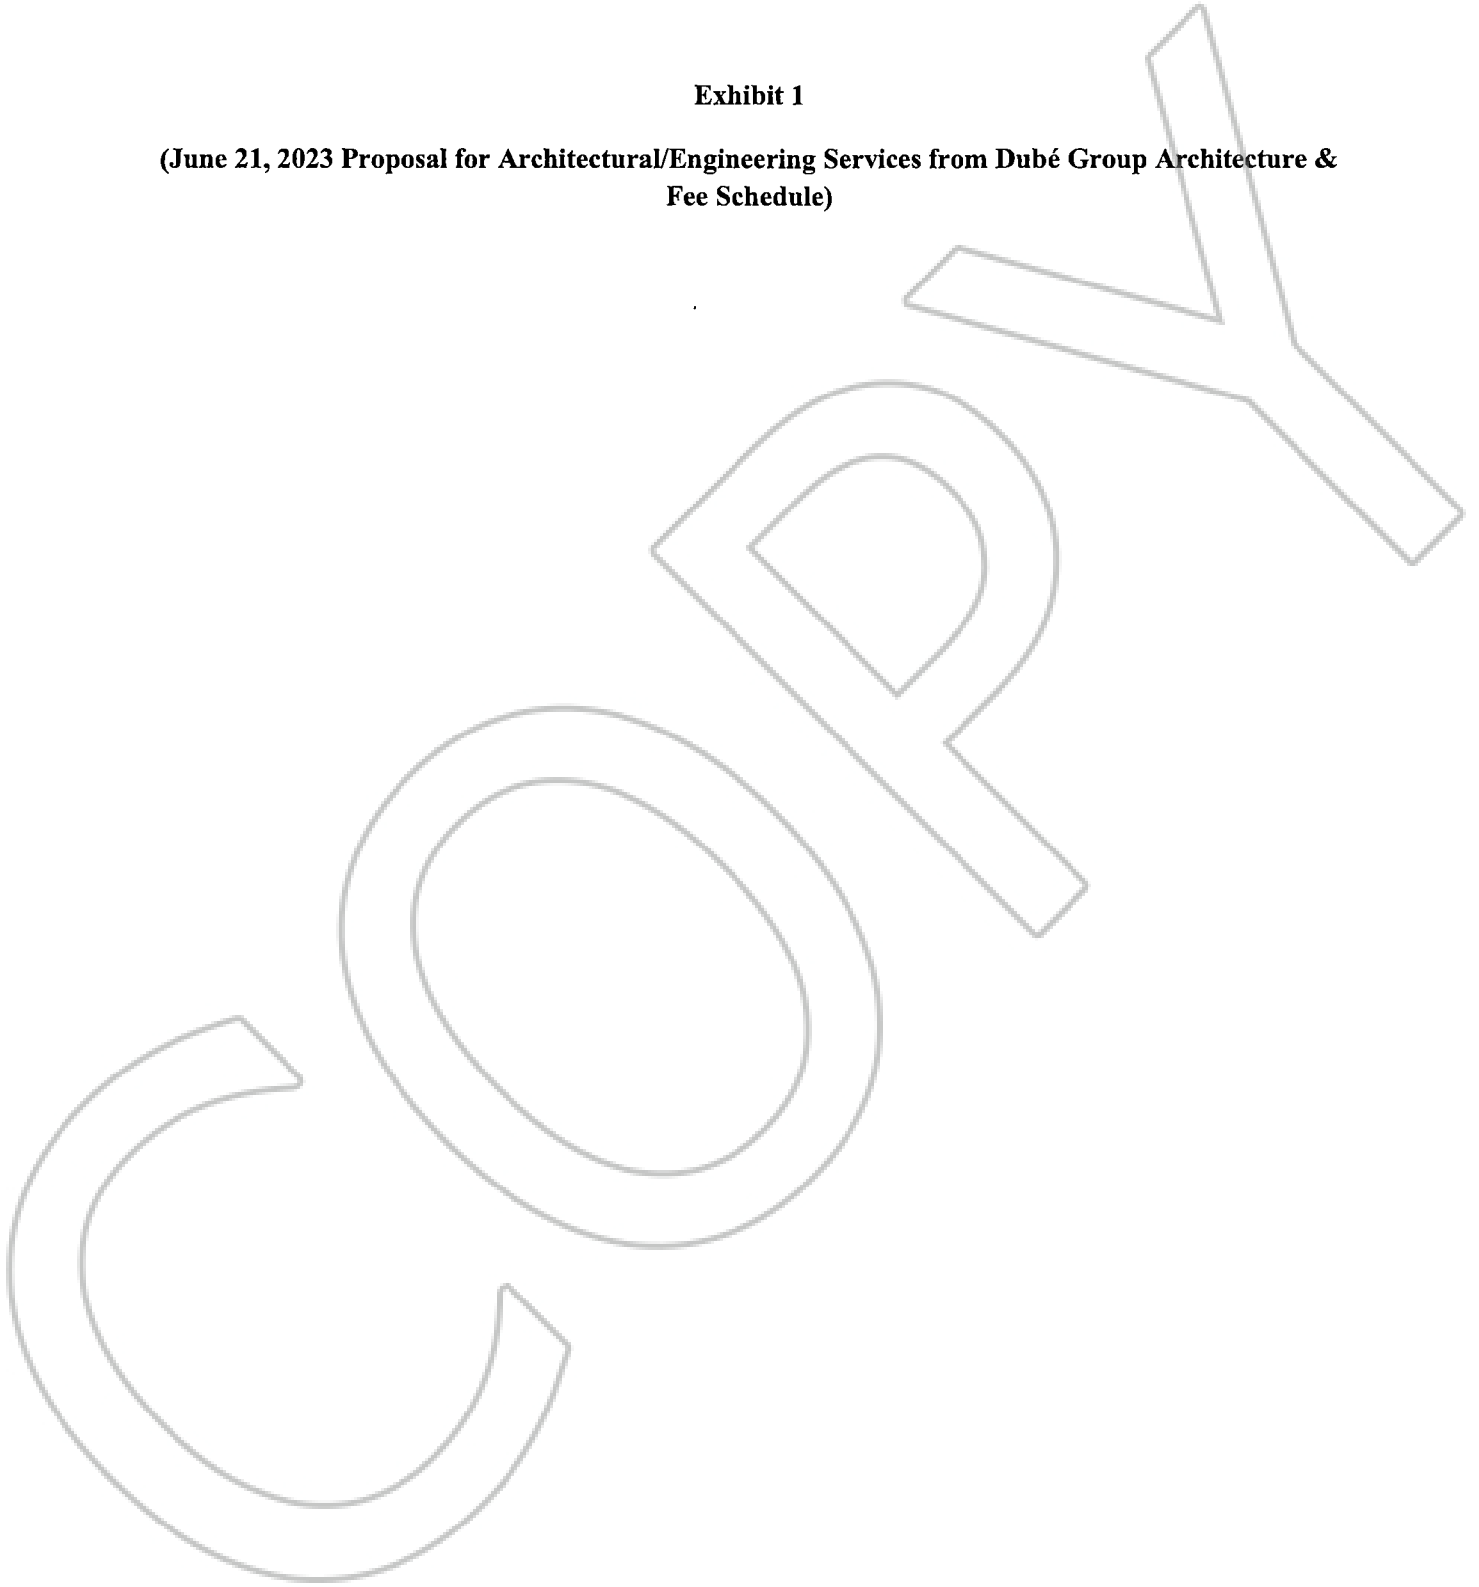 Exhibit 1
(June 21, 2023 Proposal for Architectural/Engineering Services from Dubé Group Architecture &
Fee Schedule)
COPY